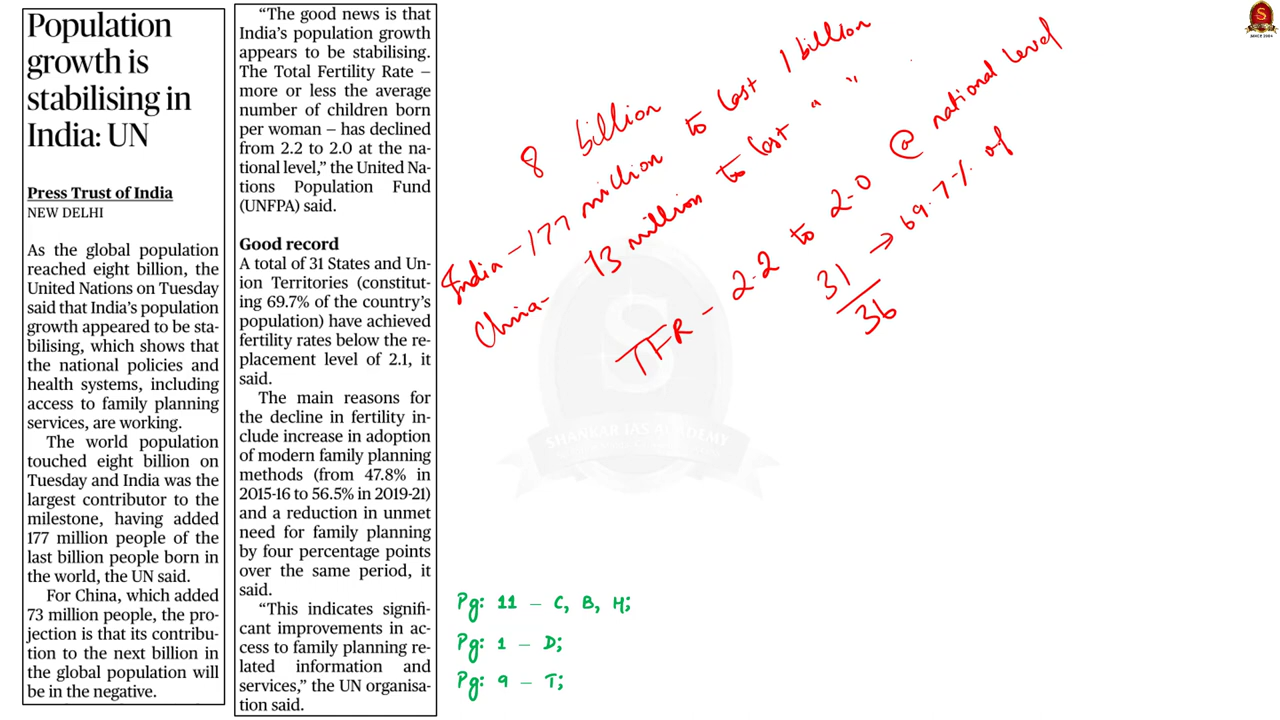 Population
growth is
stabilising in
India: UN
Press Trust of India
NEW DELHI
As the global population
reached eight billion, the
United Nations on Tuesday
said that India's population
growth appeared to be sta-
bilising, which shows that
the national policies and
health systems, including
access to family planning
services, are working.
The world population
touched eight billion on
Tuesday and India was the
largest contributor to the
milestone, having added
177 million people of the
last billion people born in
the world, the UN said.
For China, which added
73 million people, the pro-
jection is that its contribu-
tion to the next billion in
the global population will
be in the negative.
“The good news is that
India's population growth
appears to be stabilising.
The Total Fertility Rate –
more or less the average
number of children born
per woman – has declined
from 2.2 to 2.0 at the na-
tional level,” the United Na-
tions Population Fund
(UNFPA) said.
Good record
A total of 31 States and Un-
ion Territories (constitut-
ing 69.7% of the country's
population) have achieved
fertility rates below the re-
placement level of 2.1, it
said.
The main reasons for
the decline in fertility in-
clude increase in adoption
of modern family planning
methods (from 47.8% in
2015-16 to 56.5% in 2019-21)
and a reduction in unmet
need for family planning
by four percentage points
over the same period, it
said.
“This indicates signifi-
cant improvements in ac-
cess to family planning re-
lated information and
services,” the UN organisa-
tion said.
8 billion
India - 177 million to last 1 billion
China - 73 million to last " "
TFR - 2.2 to 2.0 @ national level
31/36 → 69.7% of
SHANKAR IAS ACADEMY
Pg: 11 - C, B, H;
Pg: 1 - D;
Pg: 9 - T;
S
SINCE 2004